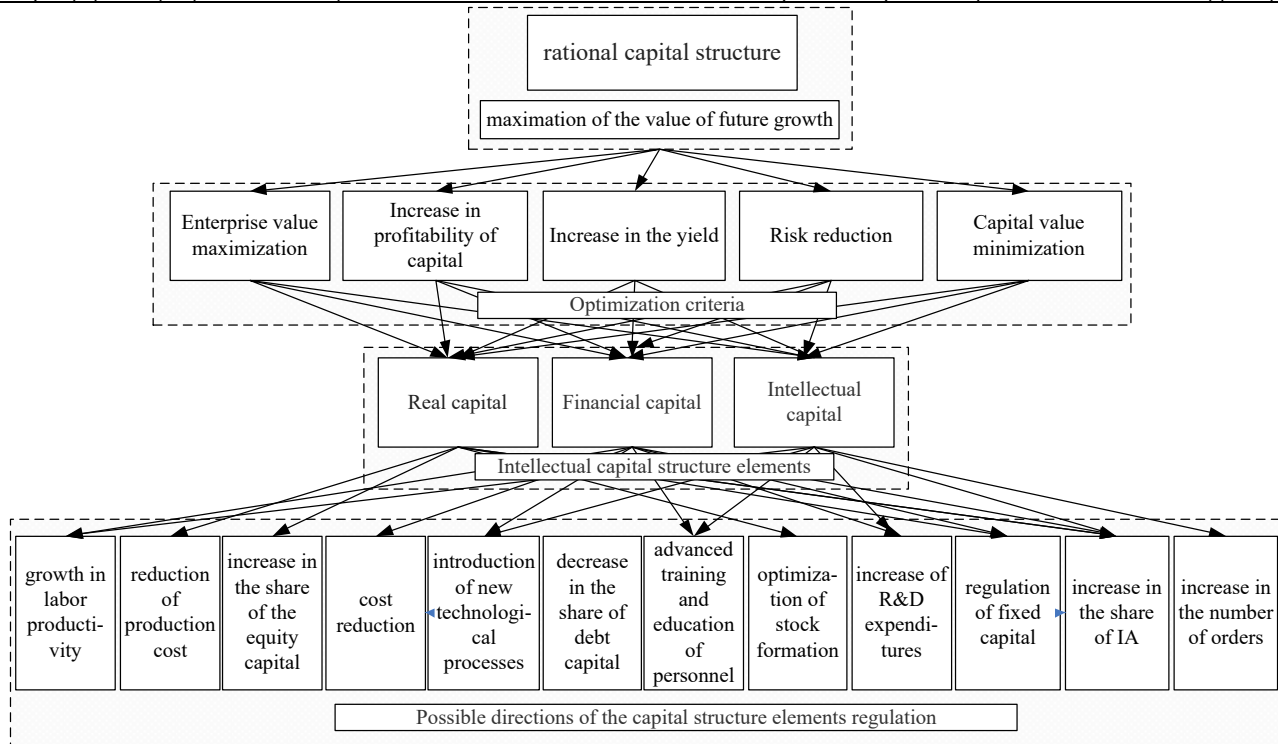 rational capital structure
maximation of the value of future growth
Enterprise value
maximization
Increase in
profitability of
capital
Increase in the yield
Risk reduction
Capital value
minimization
Optimization criteria
Real capital
Financial capital
Intellectual
capital
Intellectual capital structure elements
growth in
labor
producti-
vity
reduction
of
production
cost
increase in
the share
of the
equity
capital
cost
reduction
introduction
of new
technologi-
cal
processes
decrease
in the
share of
debt
capital
advanced
training
and
education
of
personnel
optimiza-
tion of
stock
formation
increase of
R&D
expendi-
tures
regulation
of fixed
capital
increase in
the share
of IA
increase in
the number
of orders
Possible directions of the capital structure elements regulation